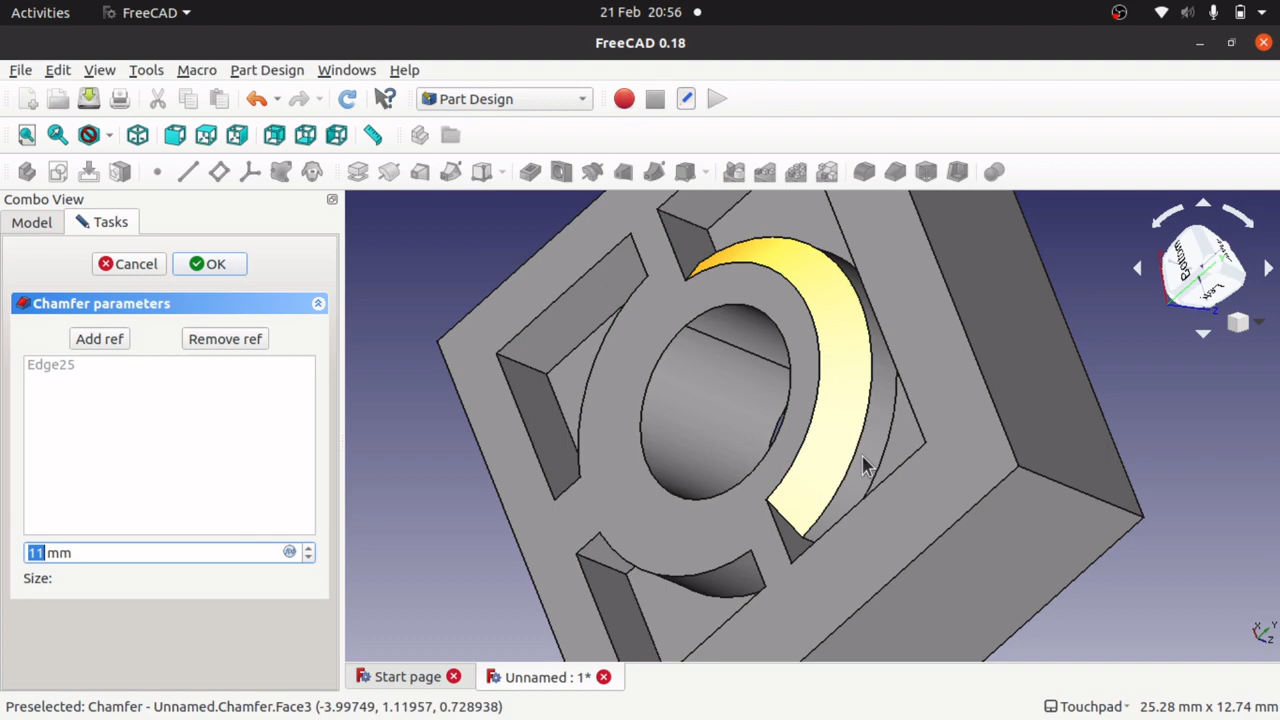 Activities FreeCAD 21 Feb 20:56
FreeCAD 0.18
File Edit View Tools Macro Part Design Windows Help
Part Design
Combo View
Model Tasks
Cancel OK
Chamfer parameters
Add ref Remove ref
Edge25
11 mm
Size:
Bottom
X Y Z
Start page Unnamed : 1*
Preselected: Chamfer - Unnamed.Chamfer.Face3 (-3.99749, 1.11957, 0.728938) Touchpad 25.28 mm x 12.74 mm